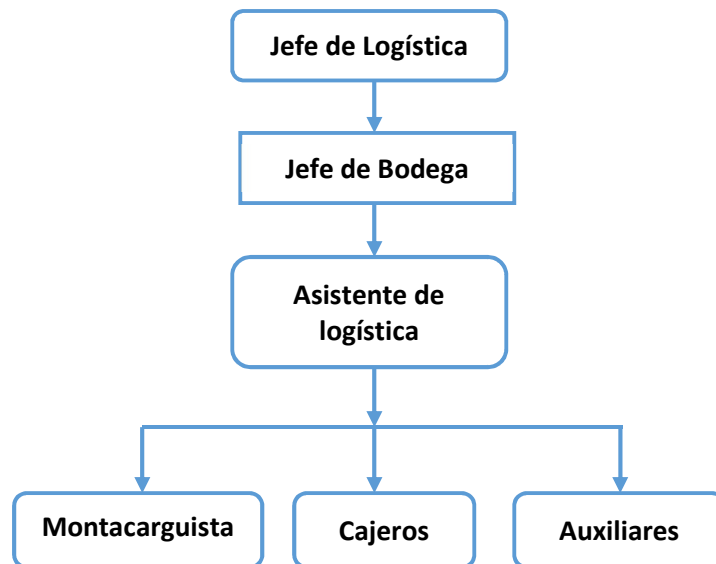 Jefe de Logística
Jefe de Bodega
Asistente de
logística
Montacarguista
Cajeros
Auxiliares